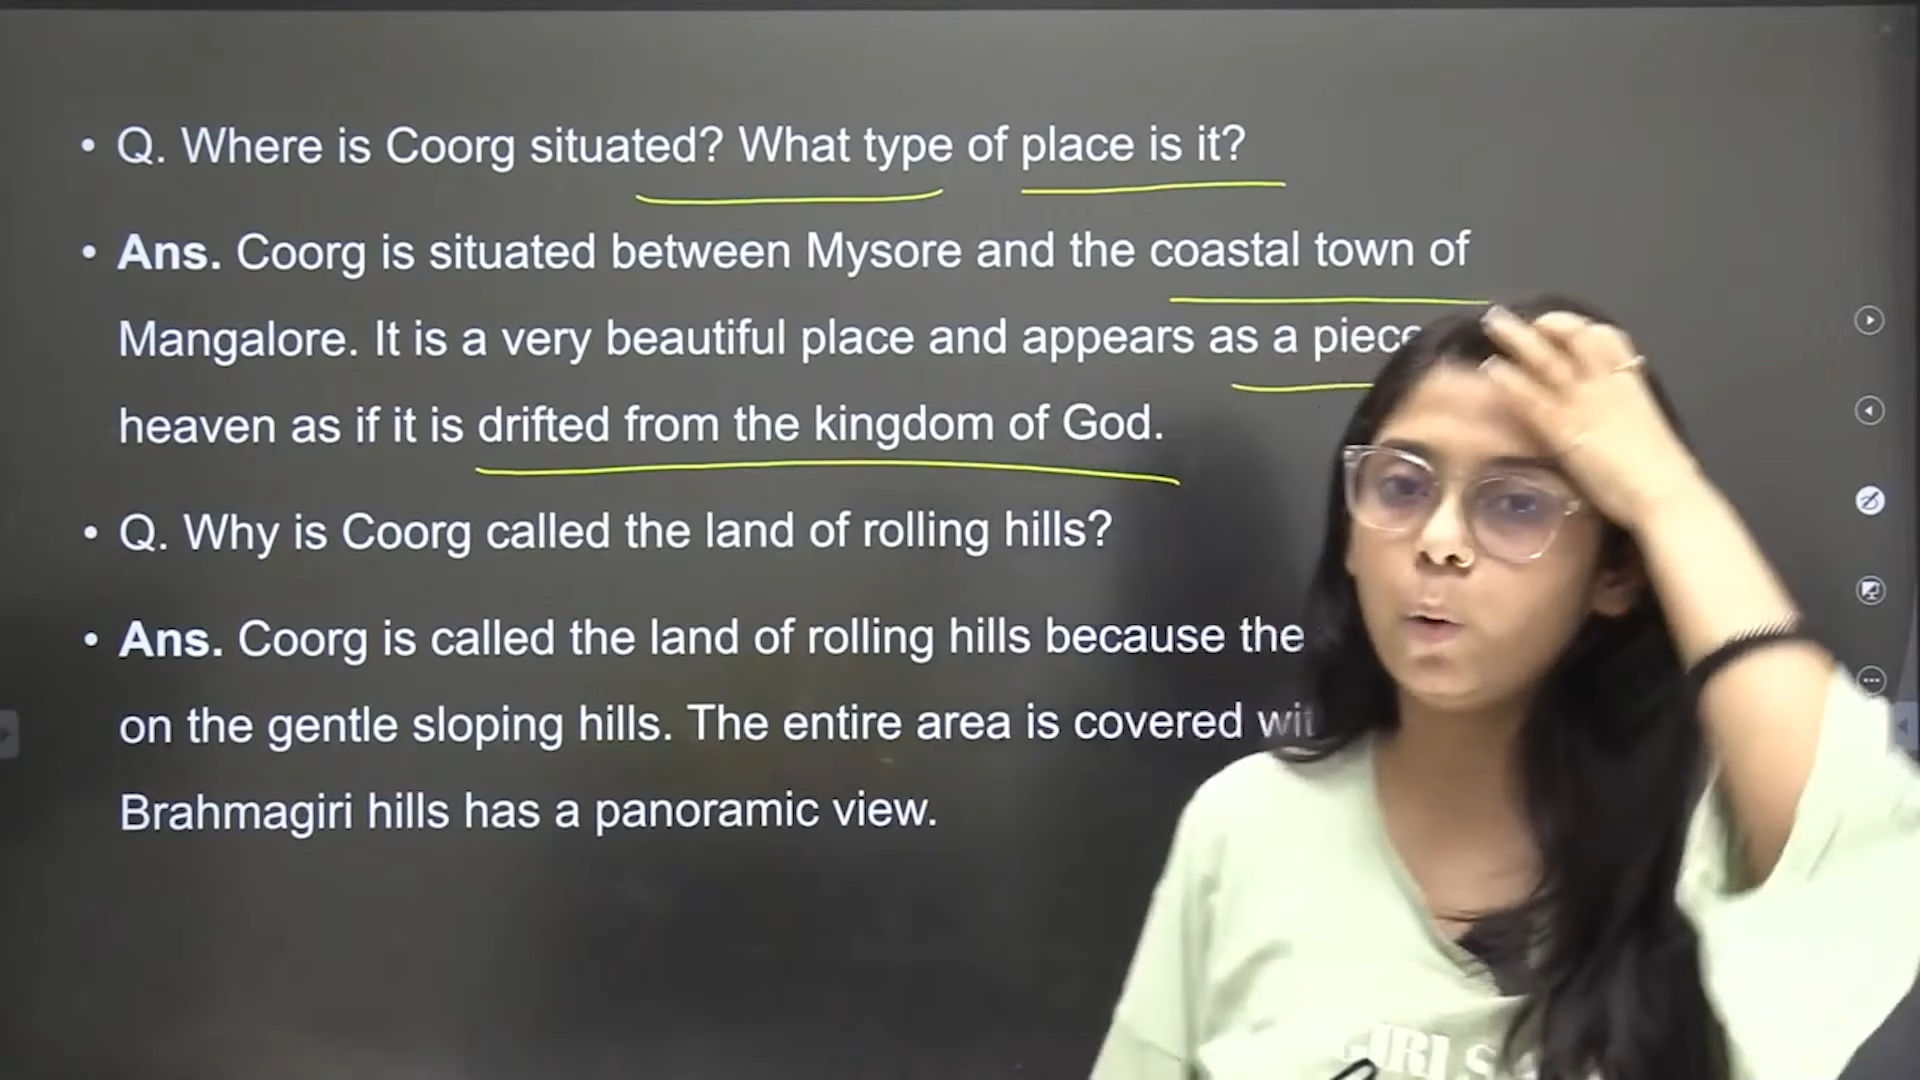 • Q. Where is Coorg situated? What type of place is it?
• Ans. Coorg is situated between Mysore and the coastal town of
Mangalore. It is a very beautiful place and appears as a piece
heaven as if it is drifted from the kingdom of God.
• Q. Why is Coorg called the land of rolling hills?
• Ans. Coorg is called the land of rolling hills because the
on the gentle sloping hills. The entire area is covered
Brahmagiri hills has a panoramic view.